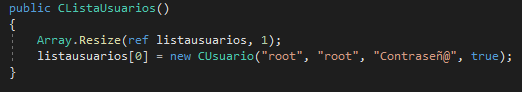 public CListaUsuarios()
{
Array.Resize(ref listausuarios, 1);
listausuarios[0] = new CUsuario("root", "root", "Contraseñ@", true);
}